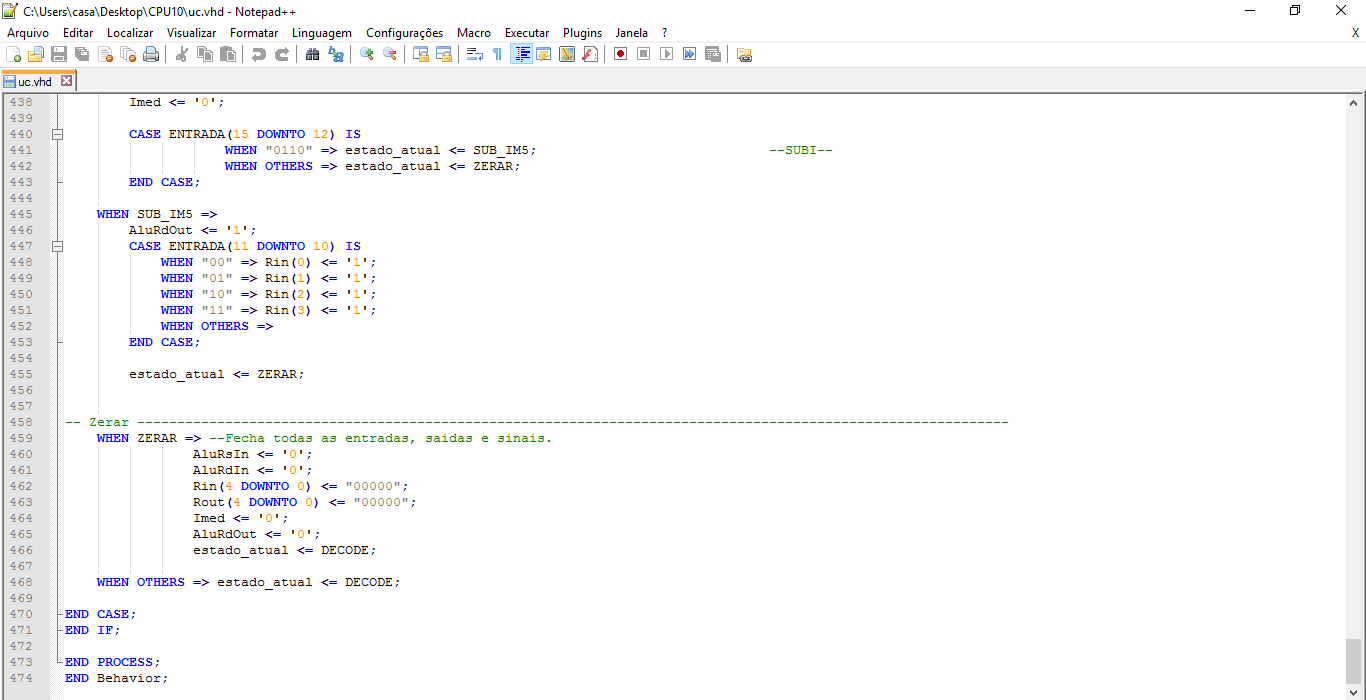 C:\Users\casa\Desktop\CPU10\uc.vhd - Notepad++
Arquivo Editar Localizar Visualizar Formatar Linguagem Configurações Macro Executar Plugins Janela ? X
uc.vhd
438 Imed <= '0';
439
440 CASE ENTRADA(15 DOWNTO 12) IS
441 WHEN "0110" => estado_atual <= SUB_IM5; --SUBI--
442 WHEN OTHERS => estado_atual <= ZERAR;
443 END CASE;
444
445 WHEN SUB_IM5 =>
446 AluRdOut <= '1';
447 CASE ENTRADA(11 DOWNTO 10) IS
448 WHEN "00" => Rin(0) <= '1';
449 WHEN "01" => Rin(1) <= '1';
450 WHEN "10" => Rin(2) <= '1';
451 WHEN "11" => Rin(3) <= '1';
452 WHEN OTHERS =>
453 END CASE;
454
455 estado_atual <= ZERAR;
456
457
458 -- Zerar -------------------------------------------------------------------------------------------------------------
459 WHEN ZERAR => --Fecha todas as entradas, saidas e sinais.
460 AluRsIn <= '0';
461 AluRdIn <= '0';
462 Rin(4 DOWNTO 0) <= "00000";
463 Rout(4 DOWNTO 0) <= "00000";
464 Imed <= '0';
465 AluRdOut <= '0';
466 estado_atual <= DECODE;
467
468 WHEN OTHERS => estado_atual <= DECODE;
469
470 END CASE;
471 END IF;
472
473 END PROCESS;
474 END Behavior;